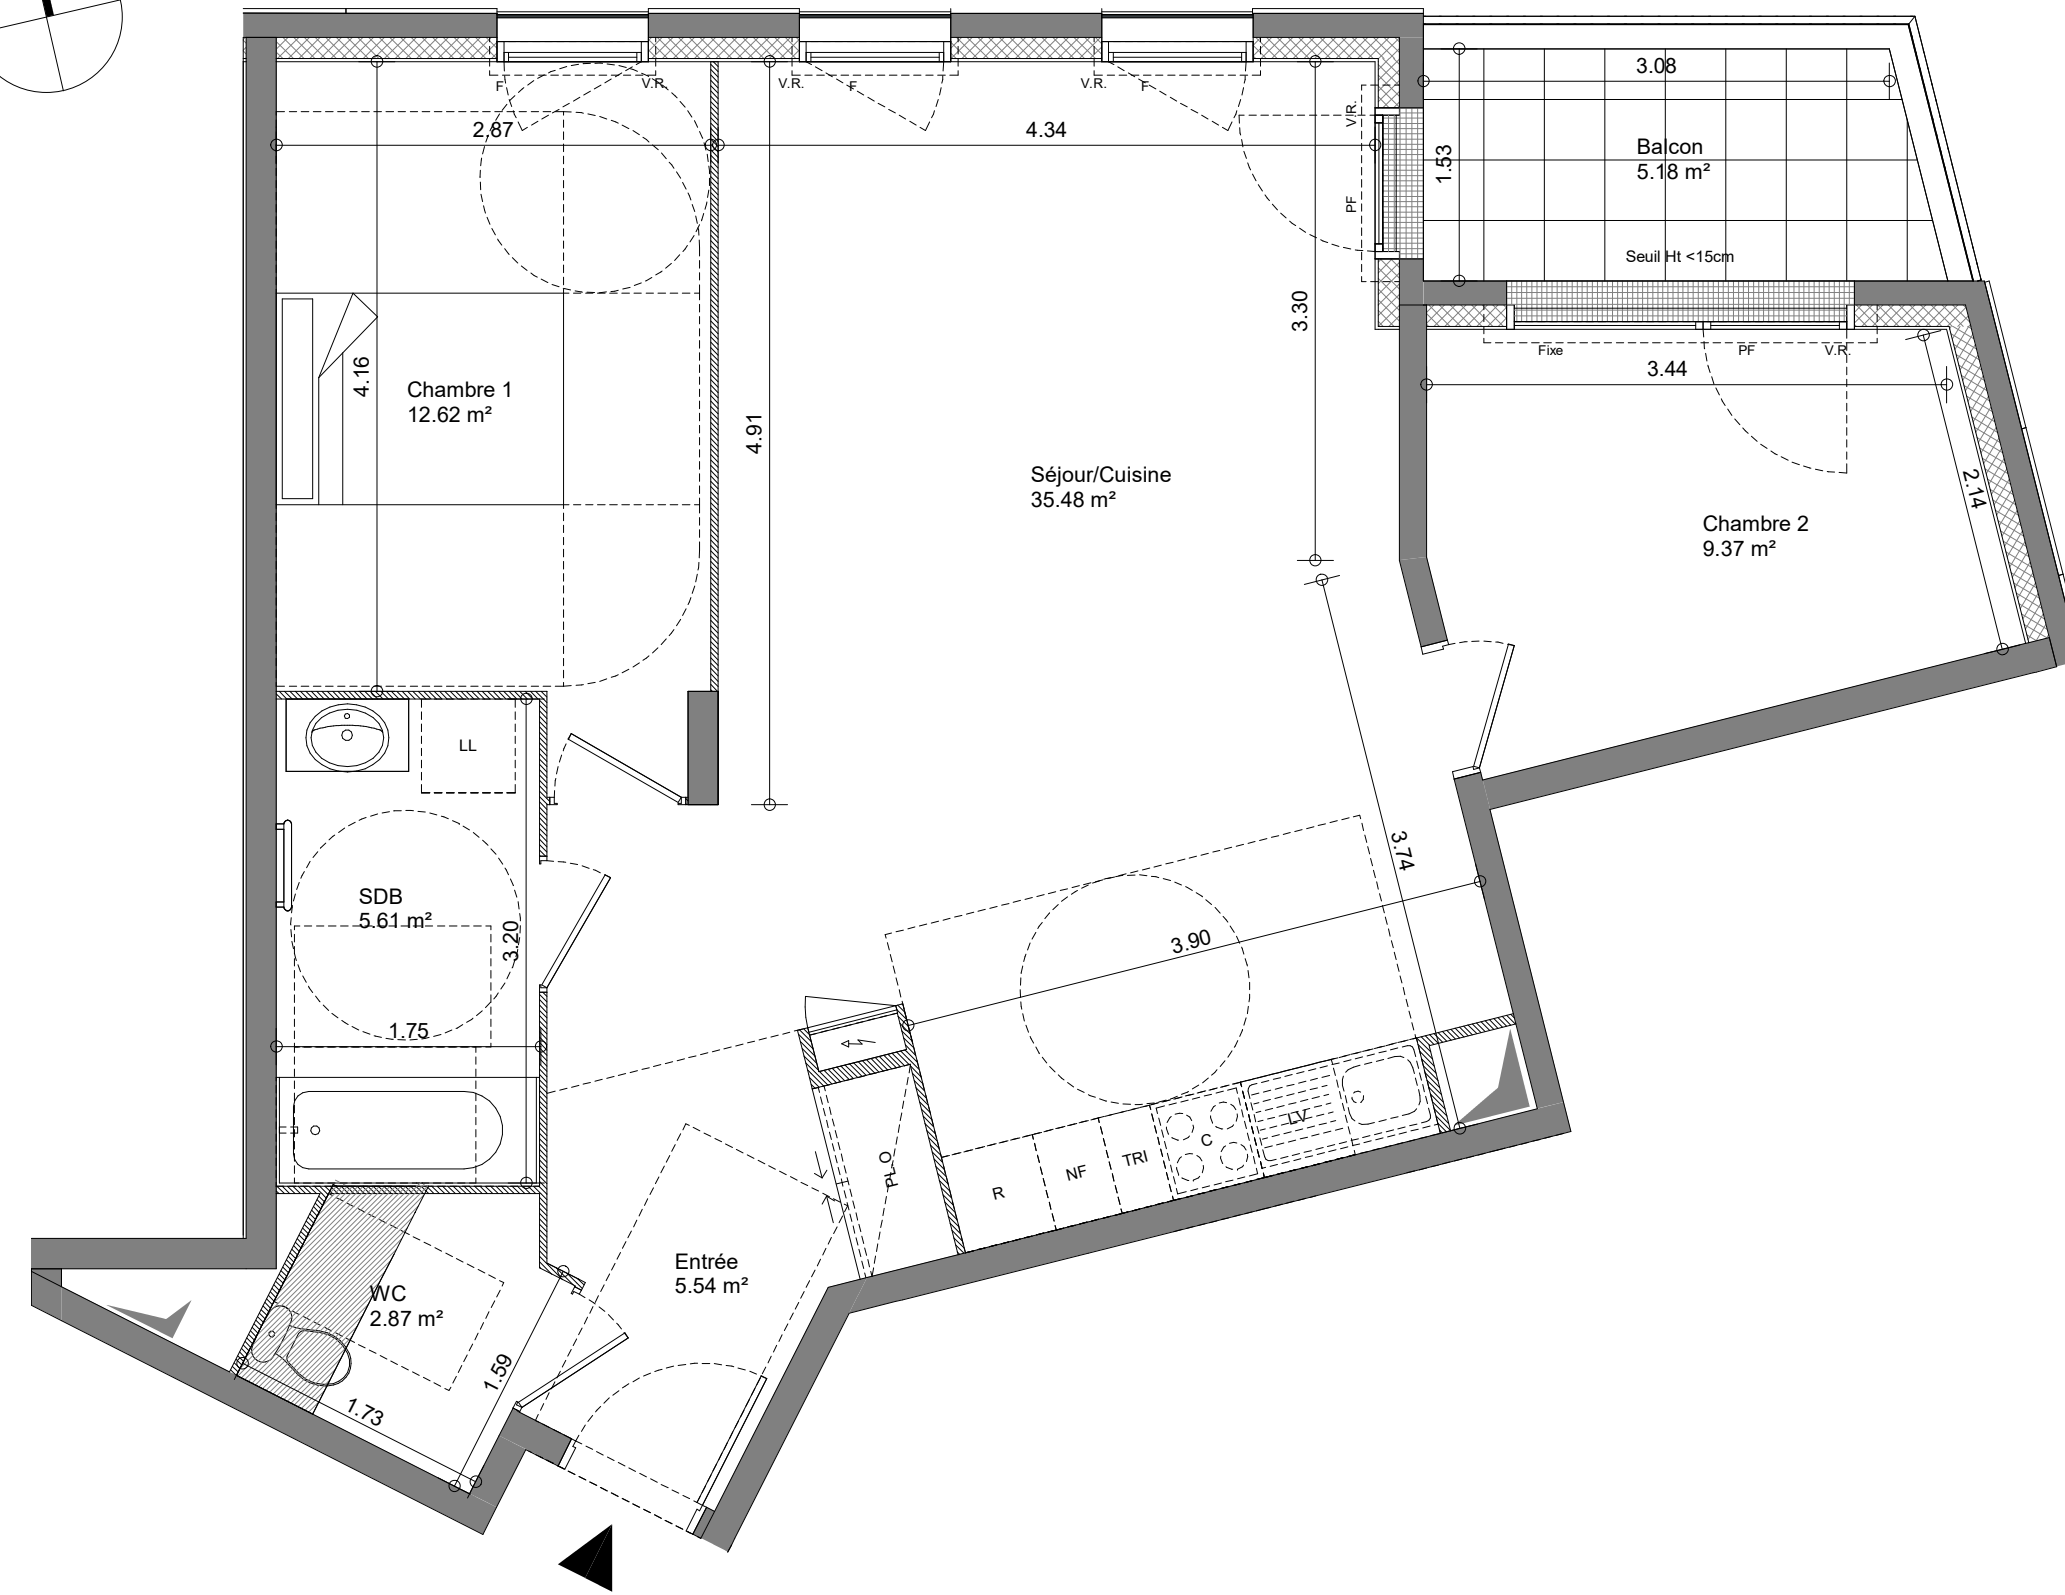 3.08
F
V.R.
V.R.
F
V.R.
F
V.R.
2.87
4.34
1.53
Balcon
5.18 m²
PF
Seuil Ht <15cm
3.30
Fixe
PF
V.R.
3.44
4.16
Chambre 1
12.62 m²
4.91
Séjour/Cuisine
35.48 m²
2.14
Chambre 2
9.37 m²
LL
3.74
SDB
5.61 m²
3.20
3.90
1.75
PLO
R
NF
TRI
C
LV
Entrée
5.54 m²
WC
2.87 m²
1.59
1.73